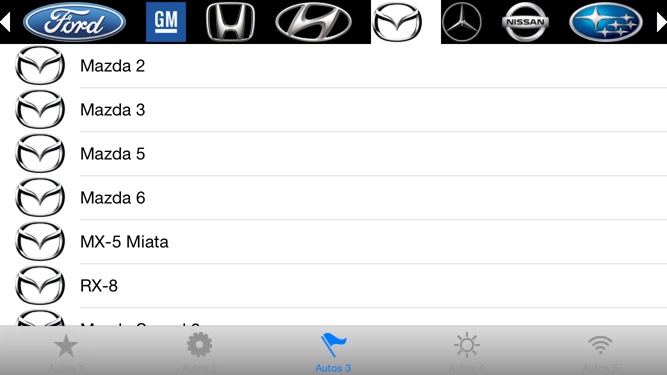 Ford
GM
NISSAN
Mazda 2
Mazda 3
Mazda 5
Mazda 6
MX-5 Miata
RX-8
Autos 1
Autos 2
Autos 3
Autos 4
Autos 5